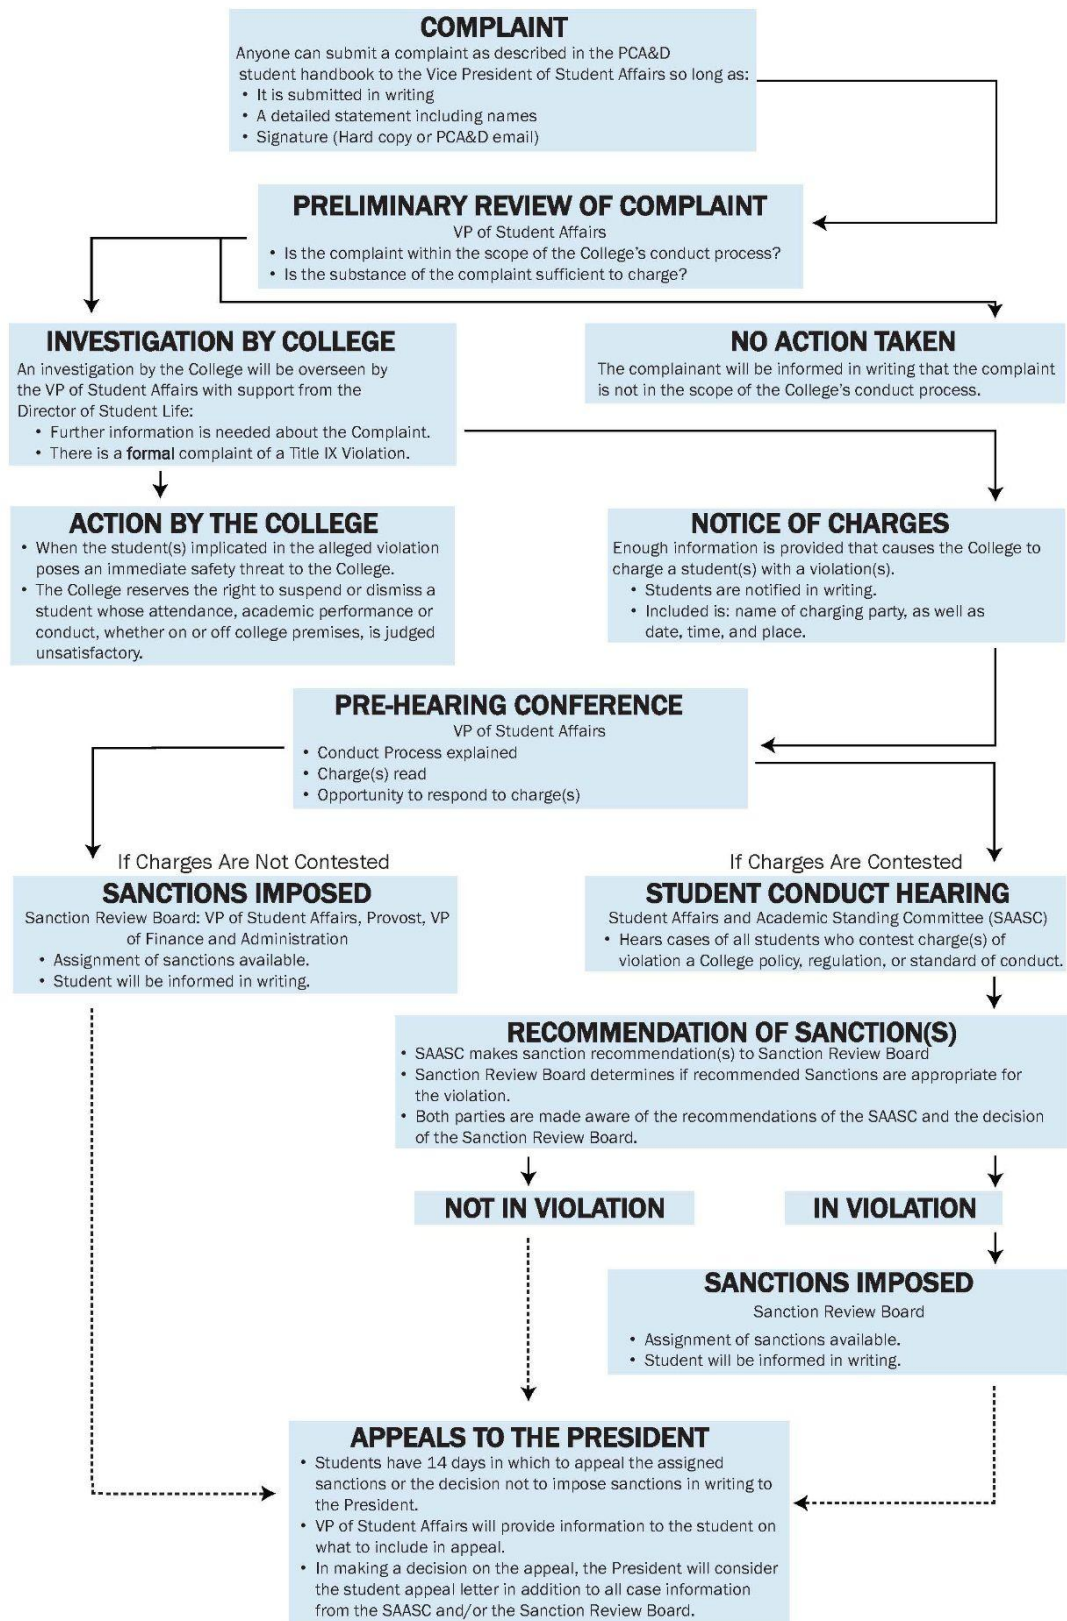 COMPLAINT
Anyone can submit a complaint as described in the PCA&D
student handbook to the Vice President of Student Affairs so long as:
• It is submitted in writing
• A detailed statement including names
• Signature (Hard copy or PCA&D email)
PRELIMINARY REVIEW OF COMPLAINT
VP of Student Affairs
• Is the complaint within the scope of the College's conduct process?
• Is the substance of the complaint sufficient to charge?
INVESTIGATION BY COLLEGE
An investigation by the College will be overseen by
the VP of Student Affairs with support from the
Director of Student Life:
• Further information is needed about the Complaint.
• There is a formal complaint of a Title IX Violation.
NO ACTION TAKEN
The complainant will be informed in writing that the complaint
is not in the scope of the College's conduct process.
ACTION BY THE COLLEGE
• When the student(s) implicated in the alleged violation
poses an immediate safety threat to the College.
• The College reserves the right to suspend or dismiss a
student whose attendance, academic performance or
conduct, whether on or off college premises, is judged
unsatisfactory.
NOTICE OF CHARGES
Enough information is provided that causes the College to
charge a student(s) with a violation(s).
• Students are notified in writing.
• Included is: name of charging party, as well as
date, time, and place.
PRE-HEARING CONFERENCE
VP of Student Affairs
• Conduct Process explained
• Charge(s) read
• Opportunity to respond to charge(s)
If Charges Are Not Contested
SANCTIONS IMPOSED
Sanction Review Board: VP of Student Affairs, Provost, VP
of Finance and Administration
• Assignment of sanctions available.
• Student will be informed in writing.
If Charges Are Contested
STUDENT CONDUCT HEARING
Student Affairs and Academic Standing Committee (SAASC)
• Hears cases of all students who contest charge(s) of
violation a College policy, regulation, or standard of conduct.
RECOMMENDATION OF SANCTION(S)
• SAASC makes sanction recommendation(s) to Sanction Review Board
• Sanction Review Board determines if recommended Sanctions are appropriate for
the violation.
• Both parties are made aware of the recommendations of the SAASC and the decision
of the Sanction Review Board.
NOT IN VIOLATION
IN VIOLATION
SANCTIONS IMPOSED
Sanction Review Board
• Assignment of sanctions available.
• Student will be informed in writing.
APPEALS TO THE PRESIDENT
• Students have 14 days in which to appeal the assigned
sanctions or the decision not to impose sanctions in writing to
the President.
• VP of Student Affairs will provide information to the student on
what to include in appeal.
• In making a decision on the appeal, the President will consider
the student appeal letter in addition to all case information
from the SAASC and/or the Sanction Review Board.